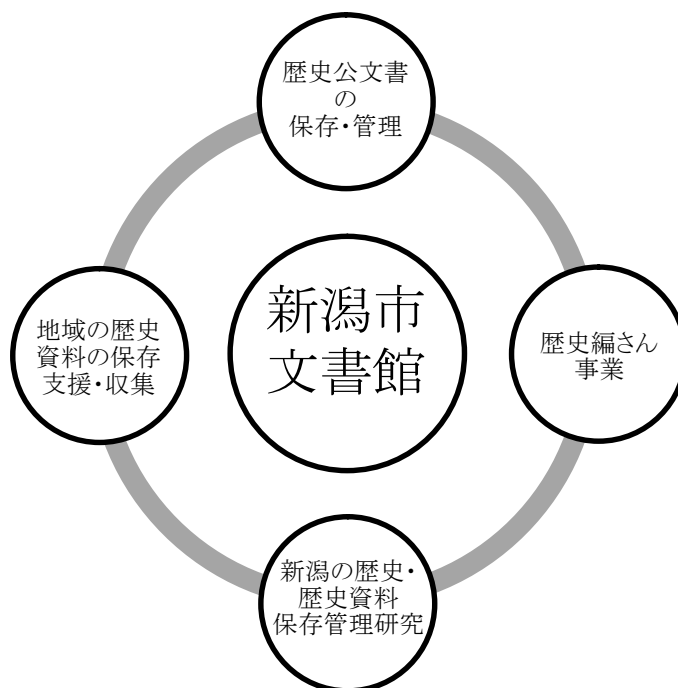 歴史公文書
の
保存・管理
新潟市
文書館
地域の歴史
資料の保存
支援・収集
歴史編さん
事業
新潟の歴史・
歴史資料
保存管理研究